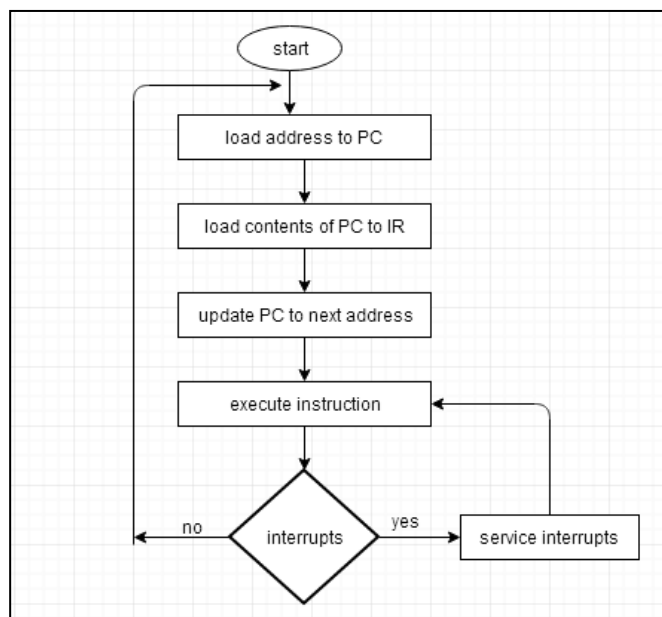 start
load address to PC
load contents of PC to IR
update PC to next address
execute instruction
no
interrupts
yes
service interrupts